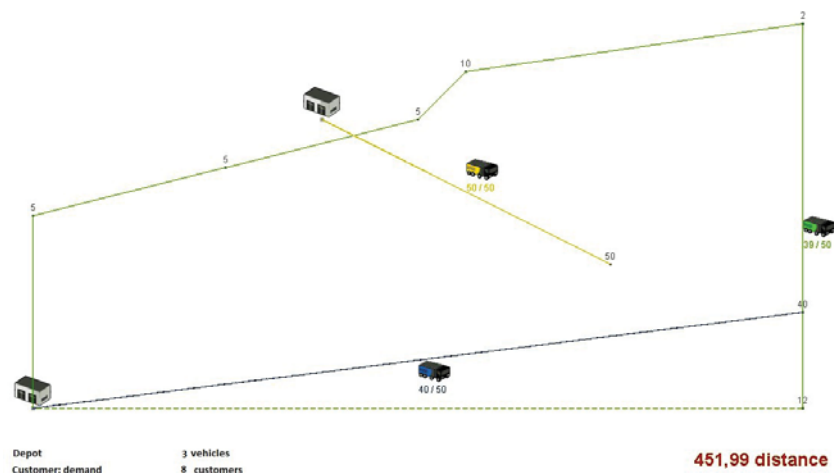 2
10
5
5
50 / 50
5
39 / 50
50
40
40 / 50
12
Depot
3 vehicles
Customer: demand
8 customers
451,99 distance